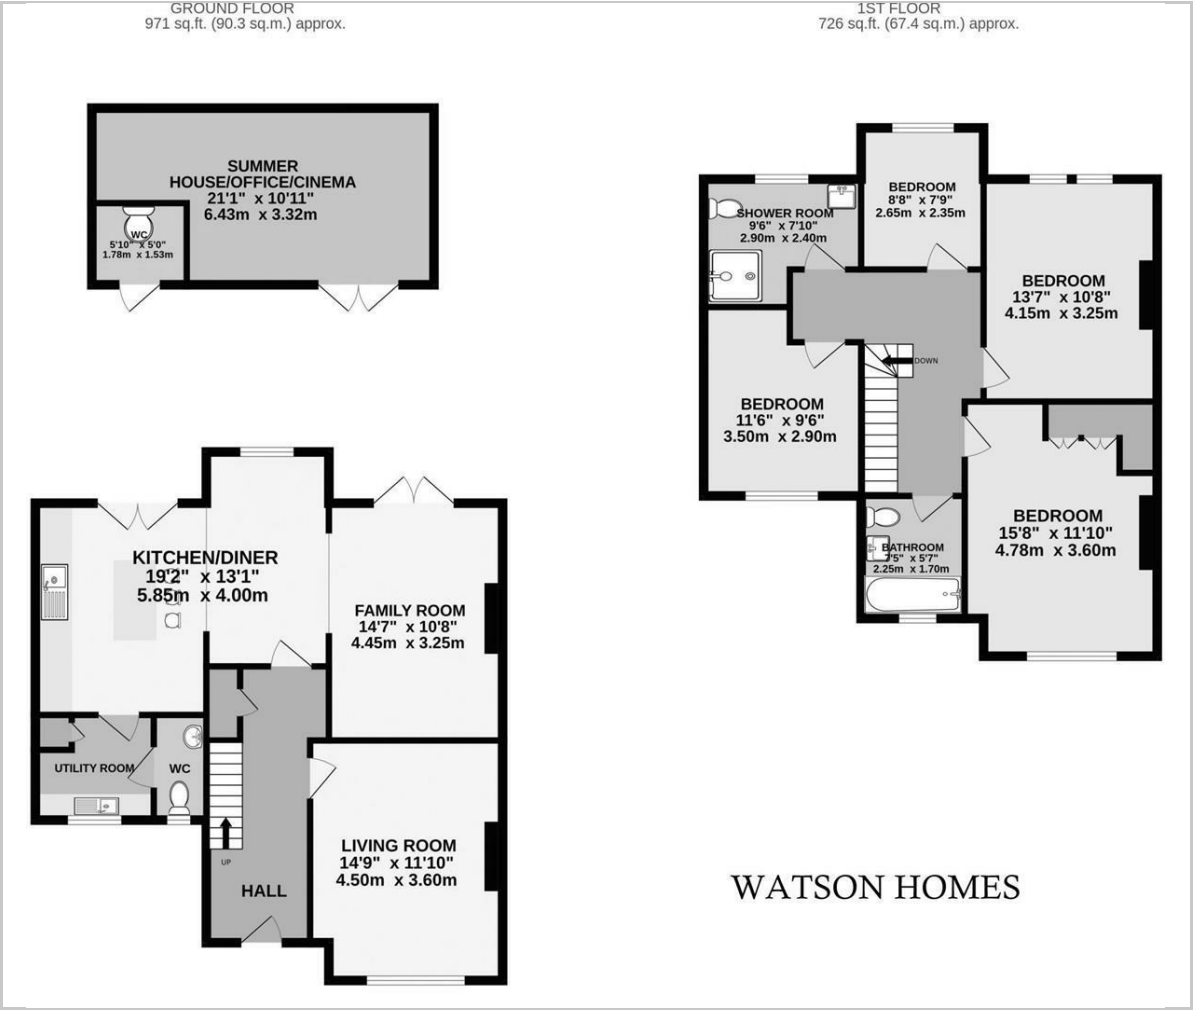 GROUND FLOOR
971 sq.ft. (90.3 sq.m.) approx.
1ST FLOOR
726 sq.ft. (67.4 sq.m.) approx.
SUMMER
HOUSE/OFFICE/CINEMA
21'1" x 10'11"
6.43m x 3.32m
WC
5'10" x 5'0"
1.78m x 1.53m
KITCHEN/DINER
19'2" x 13'1"
5.85m x 4.00m
FAMILY ROOM
14'7" x 10'8"
4.45m x 3.25m
UTILITY ROOM
WC
UP
HALL
LIVING ROOM
14'9" x 11'10"
4.50m x 3.60m
BEDROOM
8'8" x 7'9"
2.65m x 2.35m
SHOWER ROOM
9'6" x 7'10"
2.90m x 2.40m
BEDROOM
13'7" x 10'8"
4.15m x 3.25m
DOWN
BEDROOM
11'6" x 9'6"
3.50m x 2.90m
BEDROOM
15'8" x 11'10"
4.78m x 3.60m
BATHROOM
7'5" x 5'7"
2.25m x 1.70m
WATSON HOMES